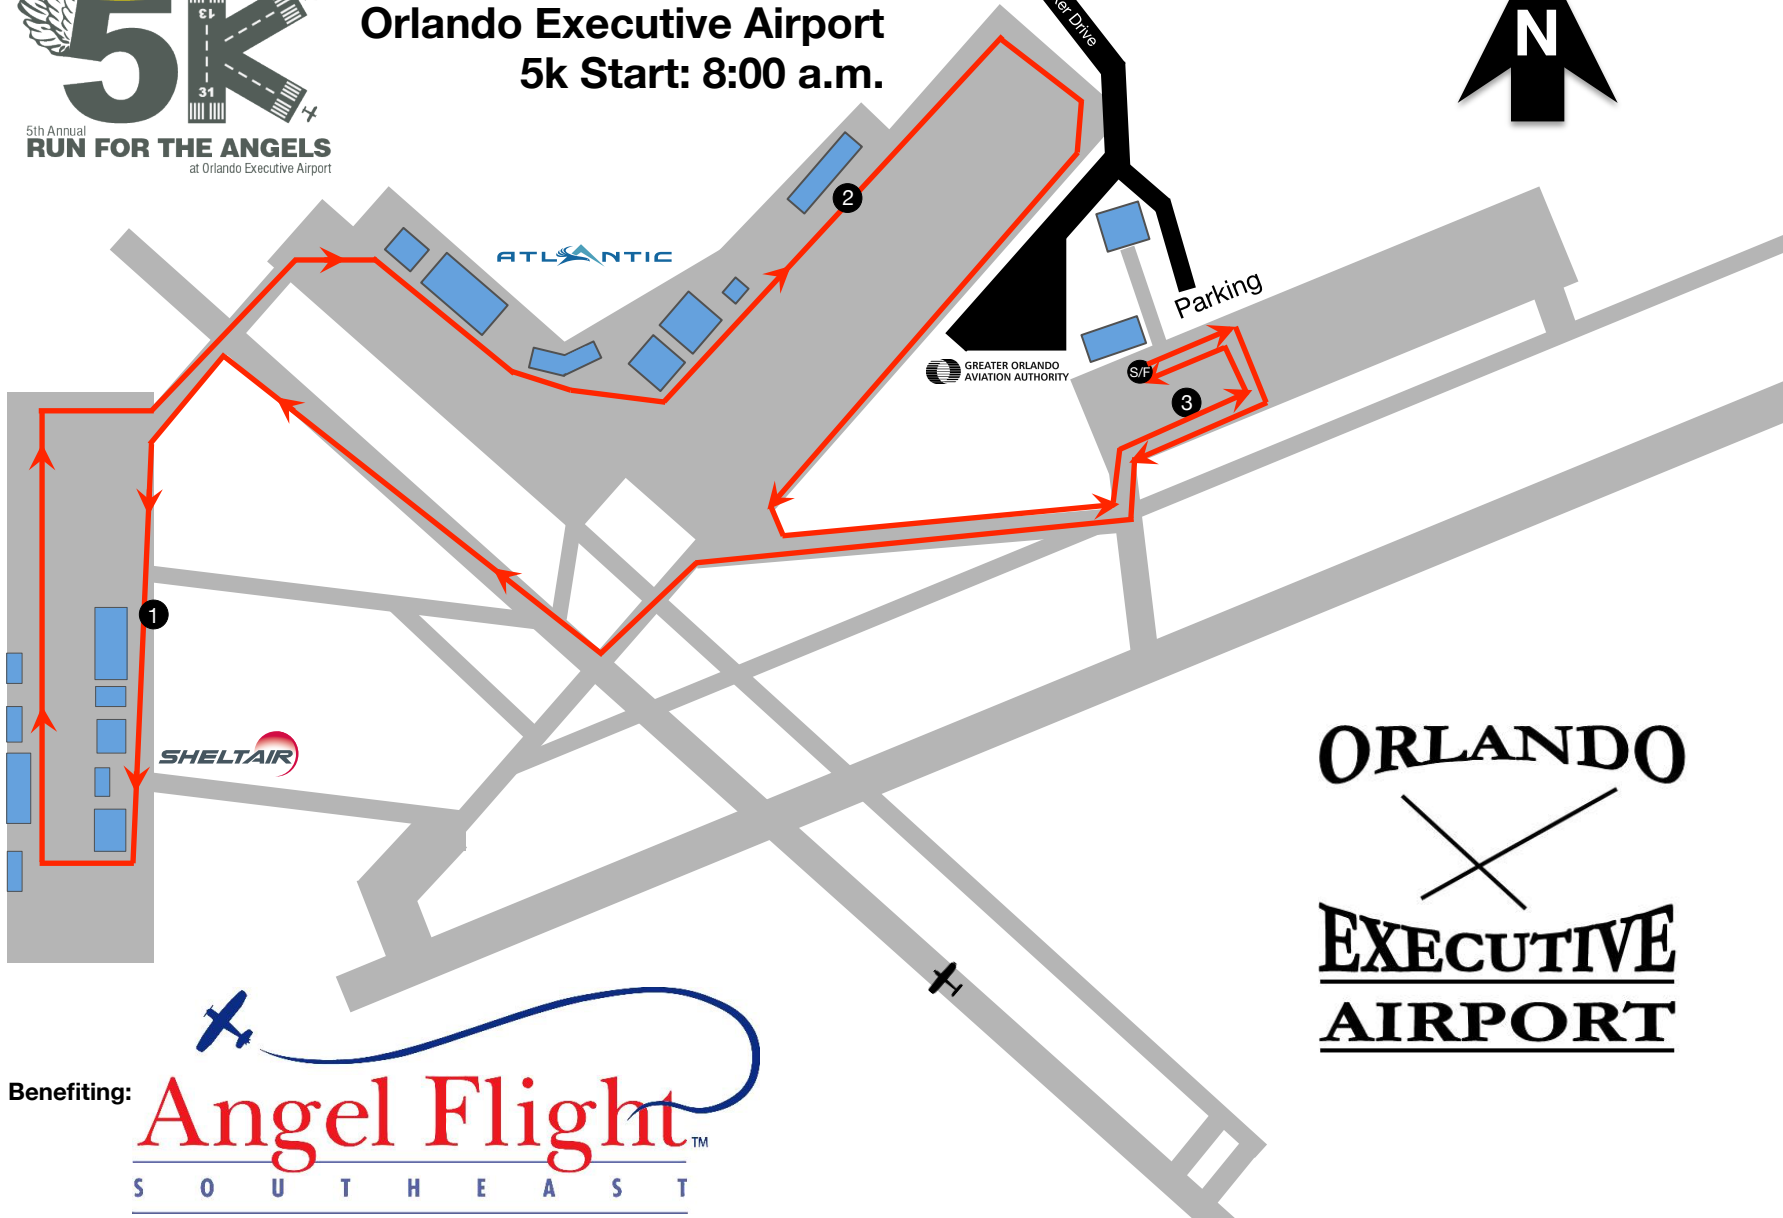 Orlando Executive Airport
5k Start: 8:00 a.m.
5K
13
31
5th Annual
RUN FOR THE ANGELS
at Orlando Executive Airport
Drive
N
ATLANTIC
2
Parking
GREATER ORLANDO
AVIATION AUTHORITY
S/F
3
1
SHELTAIR
ORLANDO
EXECUTIVE
AIRPORT
Benefiting:
Angel Flight™
SOUTHEAST